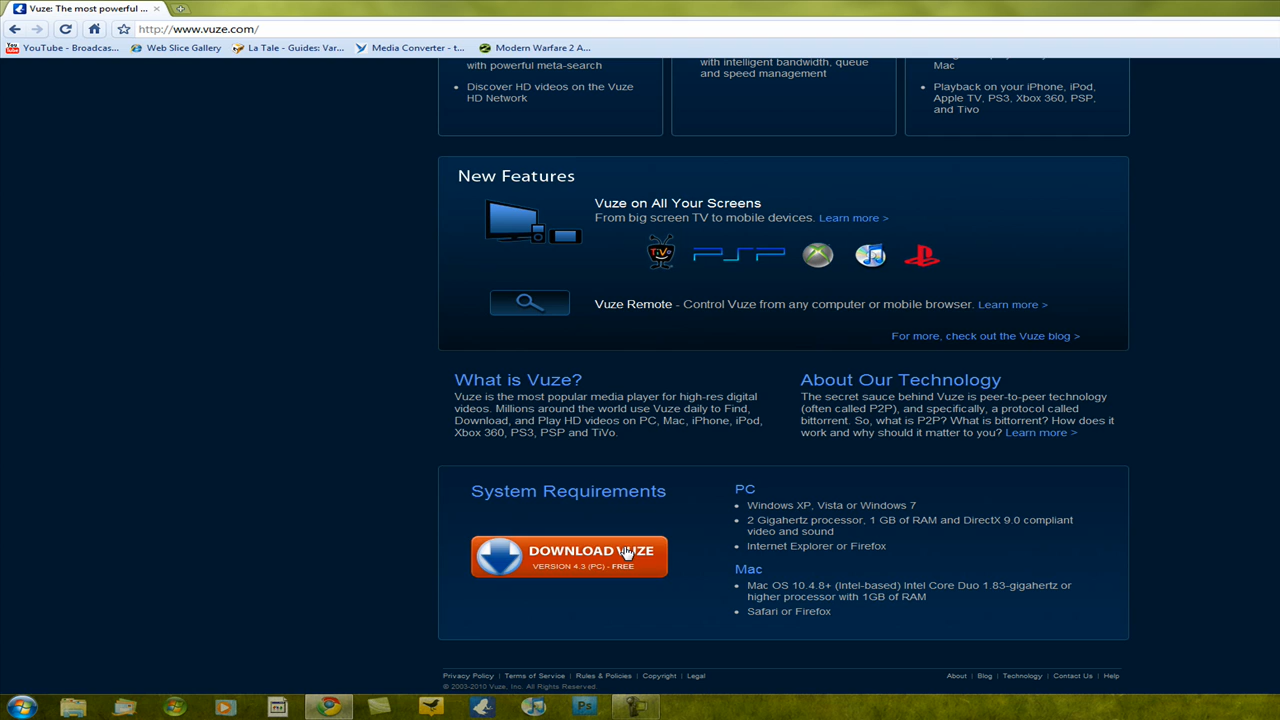 Vuze: The most powerful ...
http://www.vuze.com/
YouTube - Broadcas...
Web Slice Gallery
La Tale - Guides: Var...
Media Converter - t...
Modern Warfare 2 A...
with powerful meta-search
• Discover HD videos on the Vuze
HD Network
with intelligent bandwidth, queue
and speed management
Mac
• Playback on your iPhone, iPod,
Apple TV, PS3, Xbox 360, PSP,
and Tivo
New Features
Vuze on All Your Screens
From big screen TV to mobile devices. Learn more >
TiVo
PSP
Vuze Remote - Control Vuze from any computer or mobile browser. Learn more >
For more, check out the Vuze blog >
What is Vuze?
Vuze is the most popular media player for high-res digital
videos. Millions around the world use Vuze daily to Find,
Download, and Play HD videos on PC, Mac, iPhone, iPod,
Xbox 360, PS3, PSP and TiVo.
About Our Technology
The secret sauce behind Vuze is peer-to-peer technology
(often called P2P), and specifically, a protocol called
bittorrent. So, what is P2P? What is bittorrent? How does it
work and why should it matter to you? Learn more >
System Requirements
DOWNLOAD VUZE
VERSION 4.3 (PC) - FREE
PC
• Windows XP, Vista or Windows 7
• 2 Gigahertz processor, 1 GB of RAM and DirectX 9.0 compliant
video and sound
• Internet Explorer or Firefox
Mac
• Mac OS 10.4.8+ (Intel-based) Intel Core Duo 1.83-gigahertz or
higher processor with 1GB of RAM
• Safari or Firefox
Privacy Policy | Terms of Service | Rules & Policies | Copyright | Legal
About | Blog | Technology | Contact Us | Help
© 2003-2010 Vuze, Inc. All Rights Reserved.
Ps